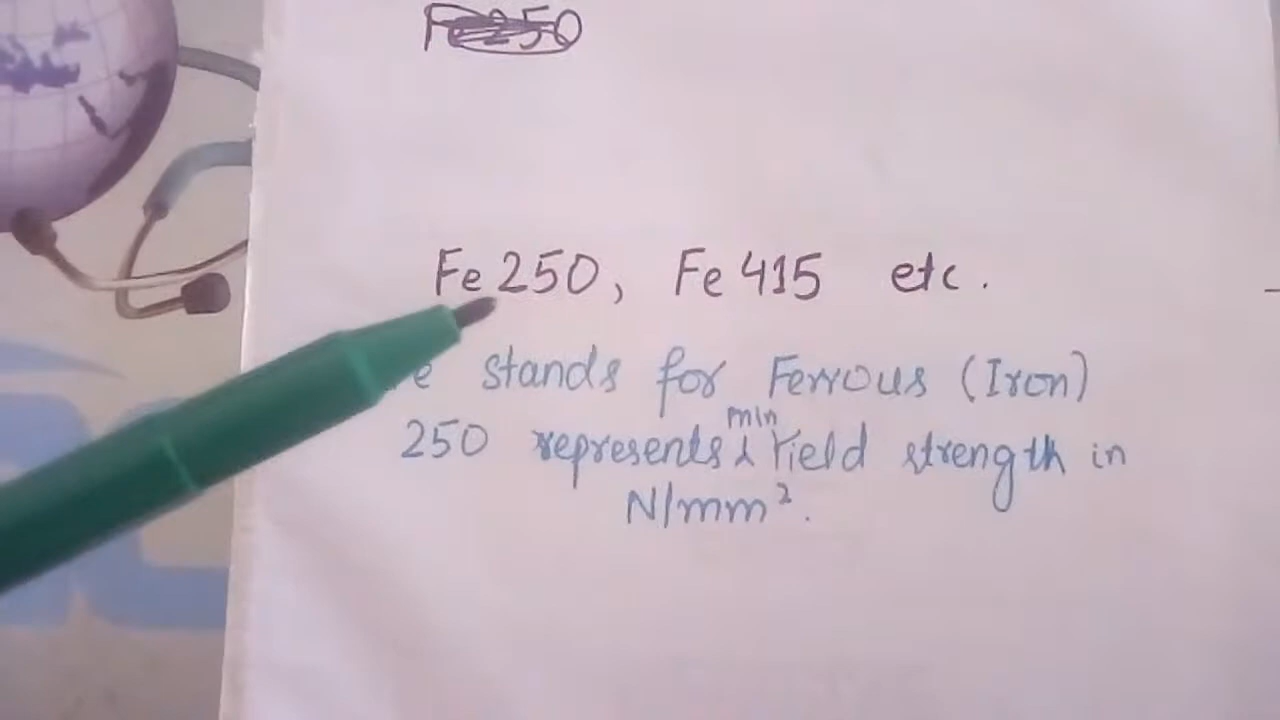 Fe250
Fe 250, Fe 415 etc.
e stands for Ferrous (Iron)
min
250 represents Yield strength in
N/mm².